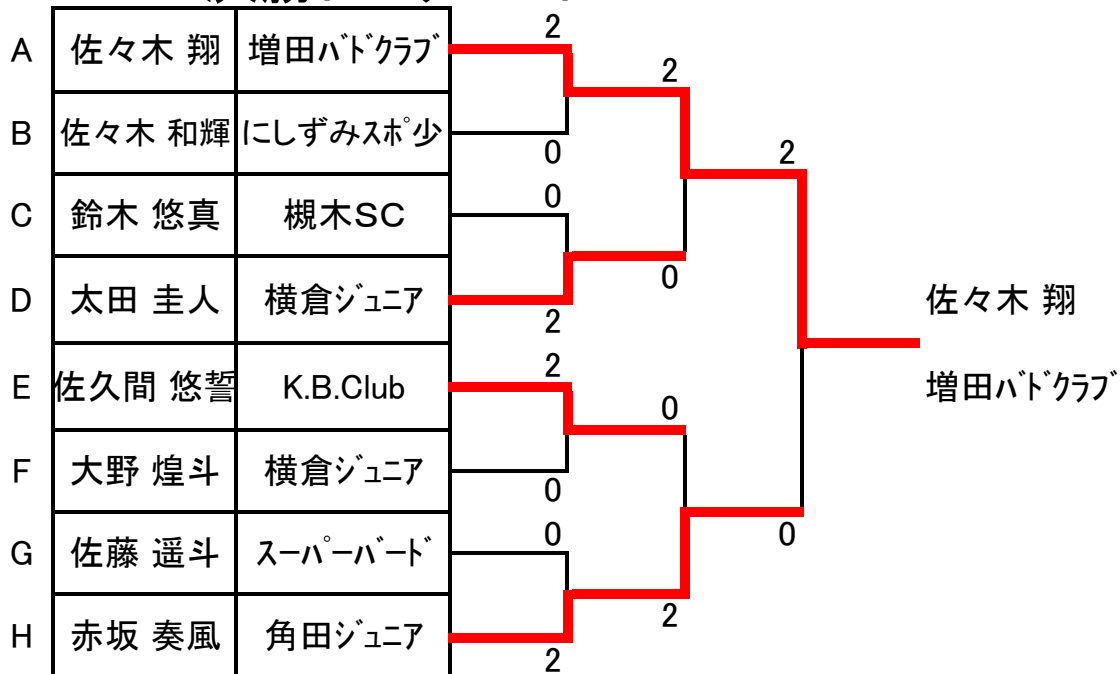 A 佐々木 翔 増田ﾊﾞﾄﾞｸﾗﾌﾞ 2
2
B 佐々木 和輝 にしずみｽﾎﾟ少 0
2
C 鈴木 悠真 槻木SC 0
0
D 太田 圭人 横倉ｼﾞｭﾆｱ 2
佐々木 翔
増田ﾊﾞﾄﾞｸﾗﾌﾞ
E 佐久間 悠誓 K.B.Club 2
0
F 大野 煌斗 横倉ｼﾞｭﾆｱ 0
G 佐藤 遥斗 ｽｰﾊﾟｰﾊﾞｰﾄﾞ 0
0
2
H 赤坂 奏風 角田ｼﾞｭﾆｱ 2